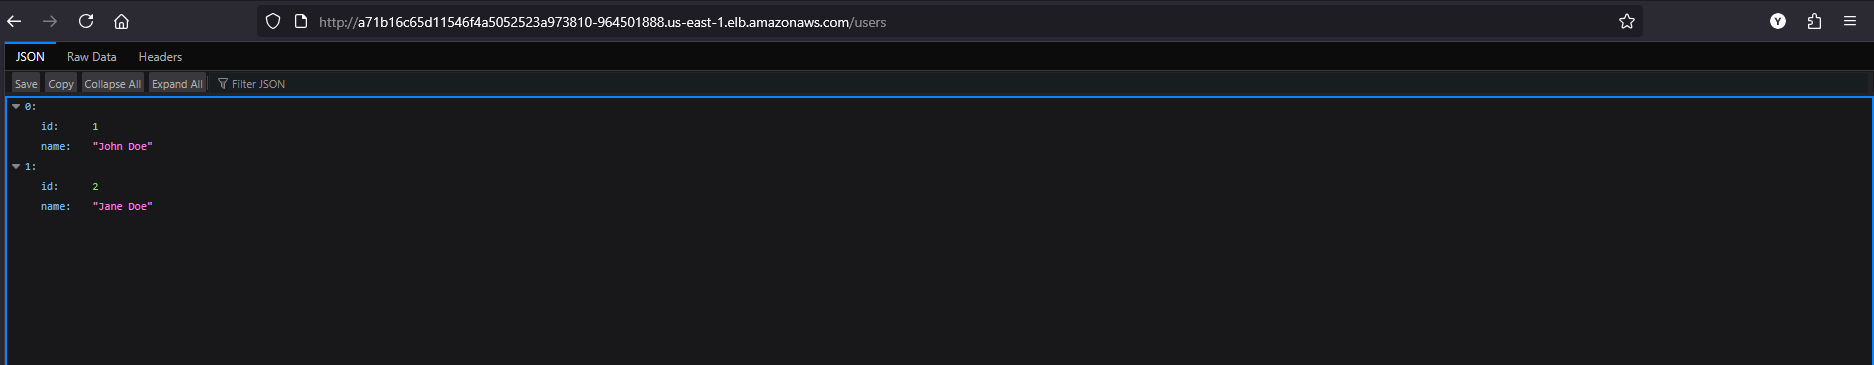 http://a71b16c65d11546f4a5052523a973810-964501888.us-east-1.elb.amazonaws.com/users
Y
JSON Raw Data Headers
Save Copy Collapse All Expand All Filter JSON
0:
id: 1
name: "John Doe"
1:
id: 2
name: "Jane Doe"